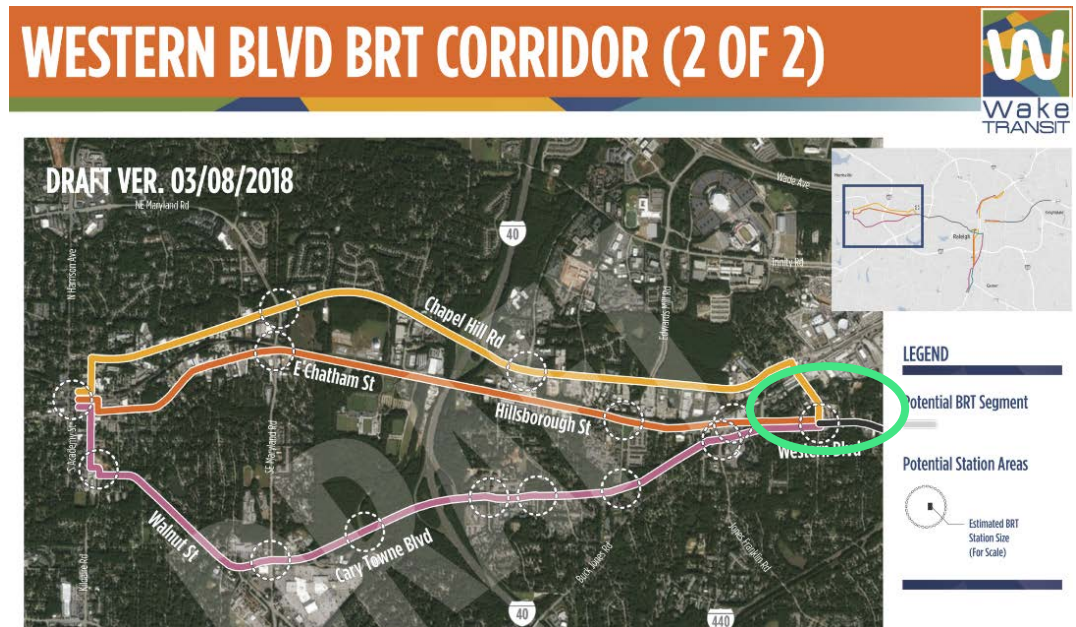 WESTERN BLVD BRT CORRIDOR (2 OF 2)
Wake
TRANSIT
DRAFT VER. 03/08/2018
NE Maryland Rd
N Harrison Ave
Wade Ave
40
Trinity Rd
Edwards Mill Rd
Chapel Hill Rd
E Chatham St
Hillsborough St
Western Blvd
S Academy St
SE Maryland Rd
Walnut St
Cary Towne Blvd
Kildaire Rd
Buck Jones Rd
Jones Franklin Rd
40
440
DRAFT
Raleigh
LEGEND
Potential BRT Segment
Potential Station Areas
Estimated BRT
Station Size
(For Scale)